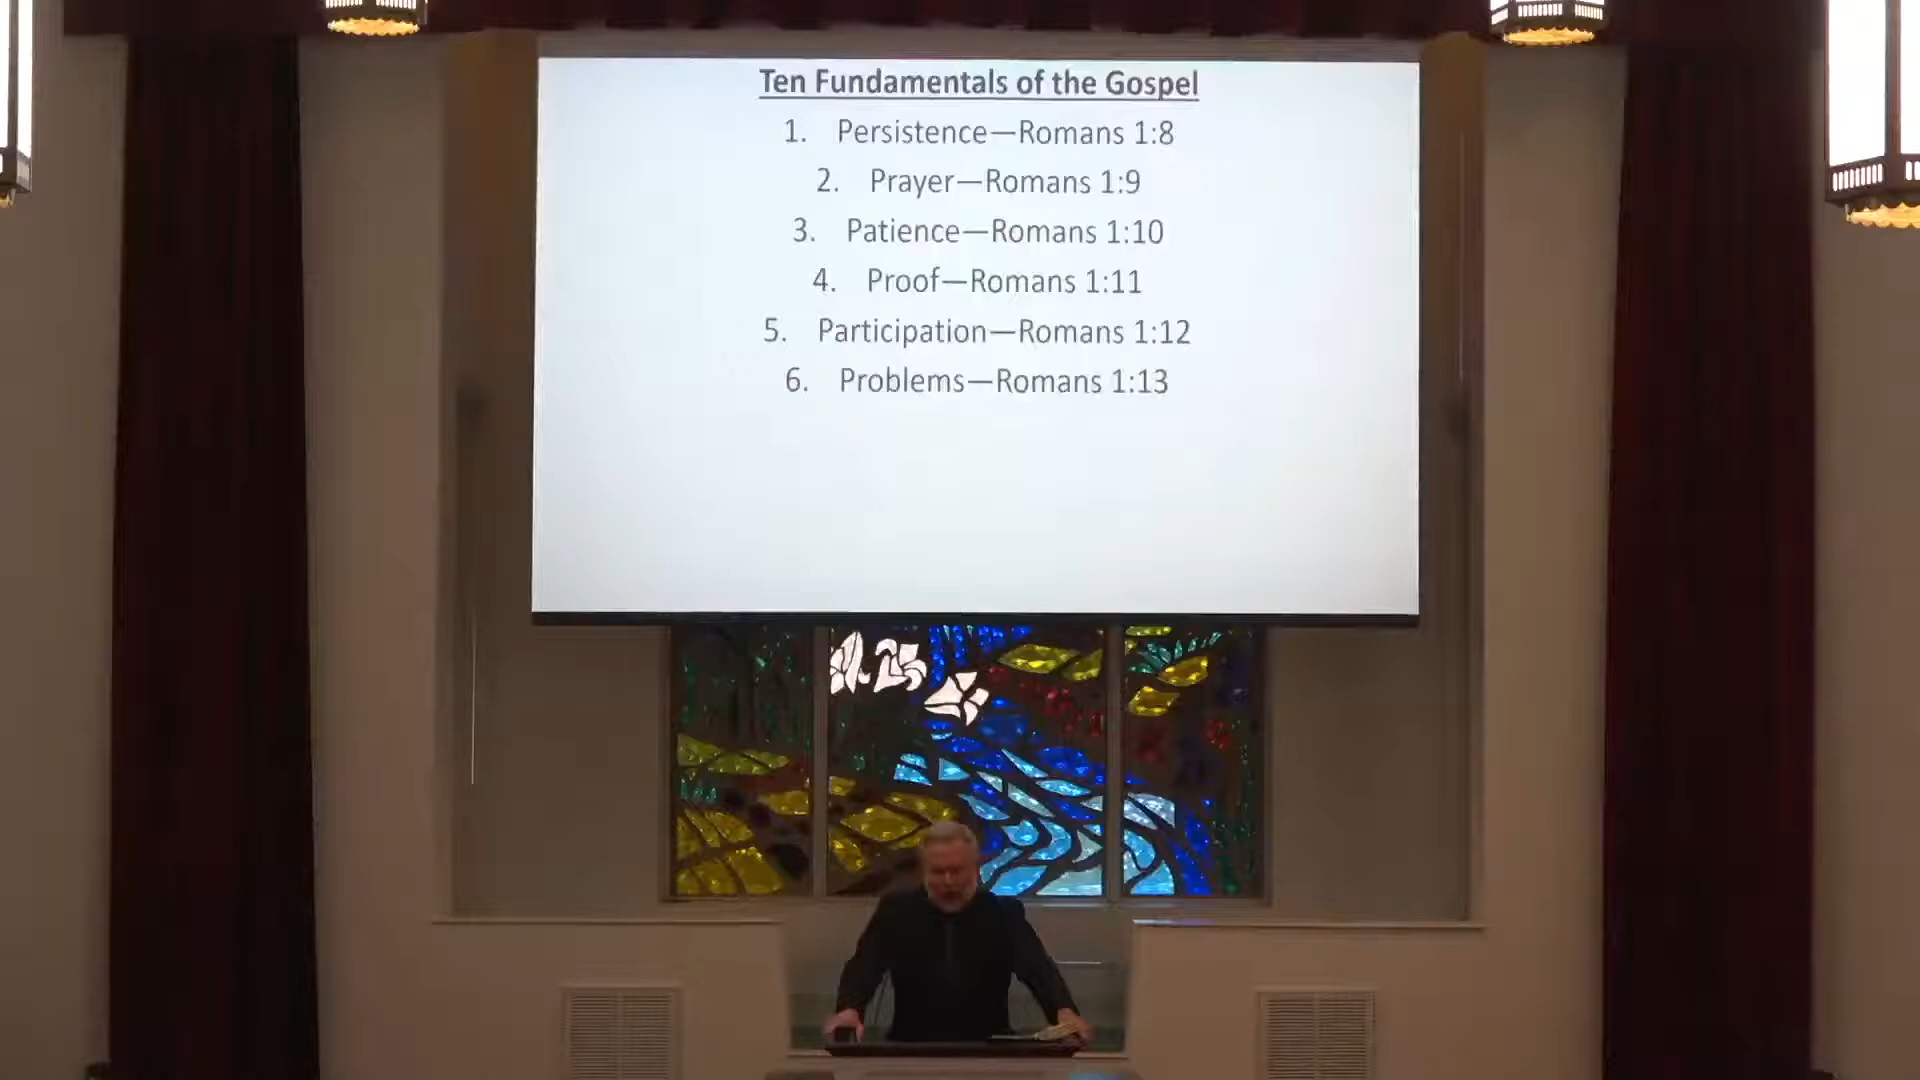 Ten Fundamentals of the Gospel
1. Persistence—Romans 1:8
2. Prayer—Romans 1:9
3. Patience—Romans 1:10
4. Proof—Romans 1:11
5. Participation—Romans 1:12
6. Problems—Romans 1:13